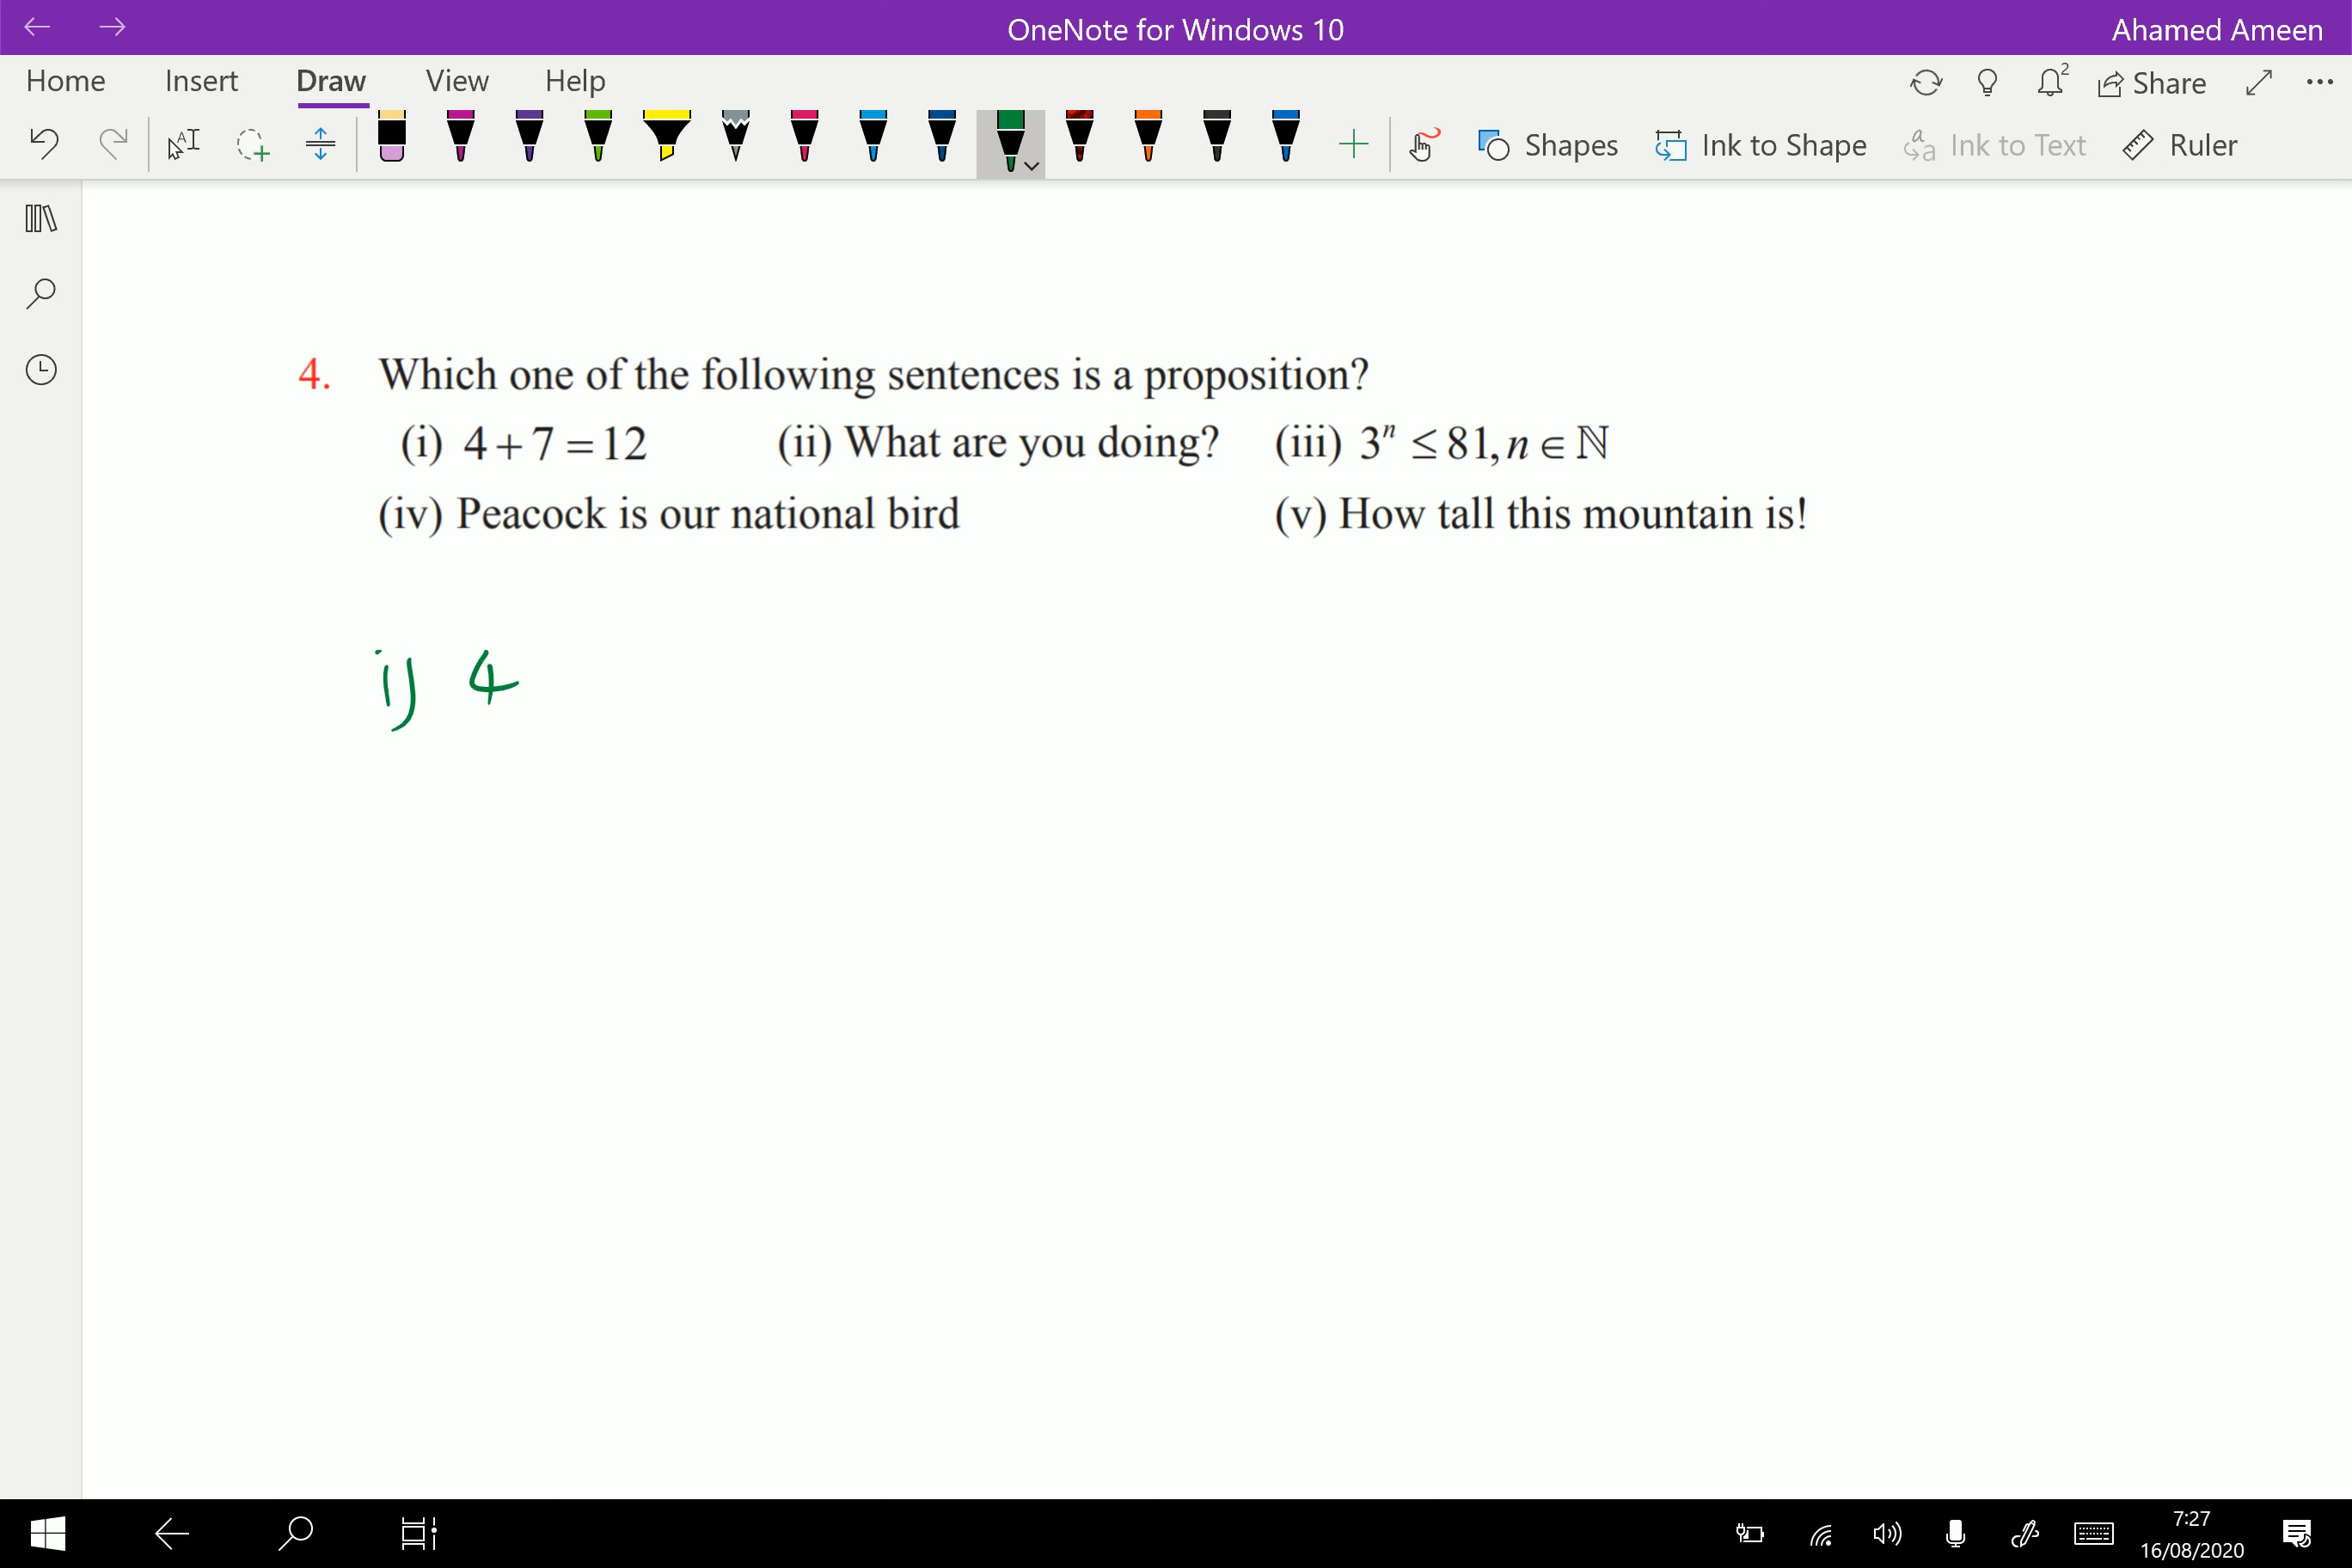 OneNote for Windows 10 Ahamed Ameen
Home Insert Draw View Help 2 Share
Shapes Ink to Shape Ink to Text Ruler
4. Which one of the following sentences is a proposition?
(i) 4 + 7 = 12 (ii) What are you doing? (iii) 3ⁿ ≤ 81, n ∈ ℕ
(iv) Peacock is our national bird (v) How tall this mountain is!
i) 4
7:27
16/08/2020